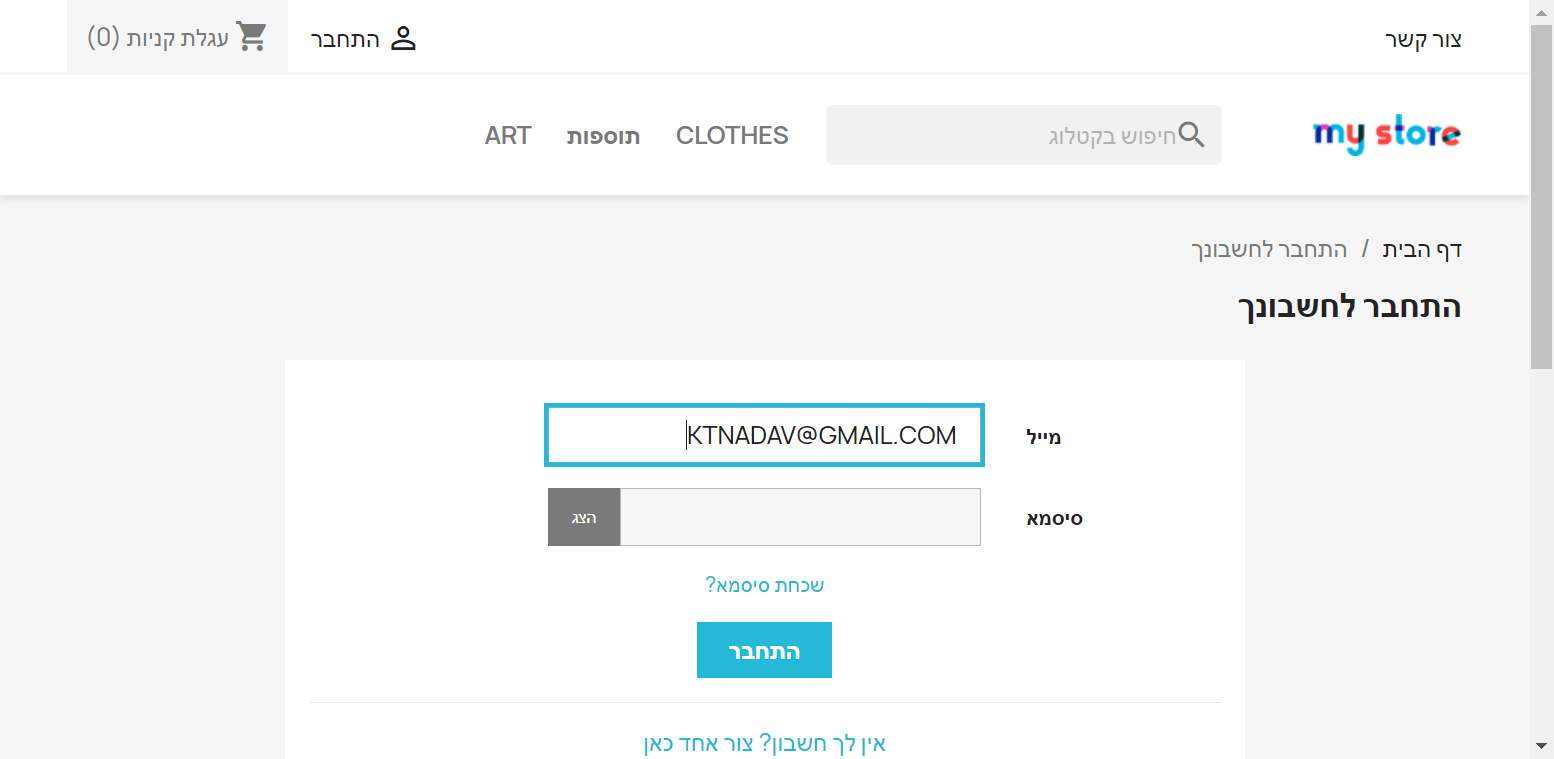 צור קשר
התחבר
עגלת קניות (0)
my store
חיפוש בקטלוג
CLOTHES
תוספות
ART
דף הבית / התחבר לחשבונך
התחבר לחשבונך
מייל
KTNADAV@GMAIL.COM
סיסמא
הצג
שכחת סיסמא?
התחבר
אין לך חשבון? צור אחד כאן